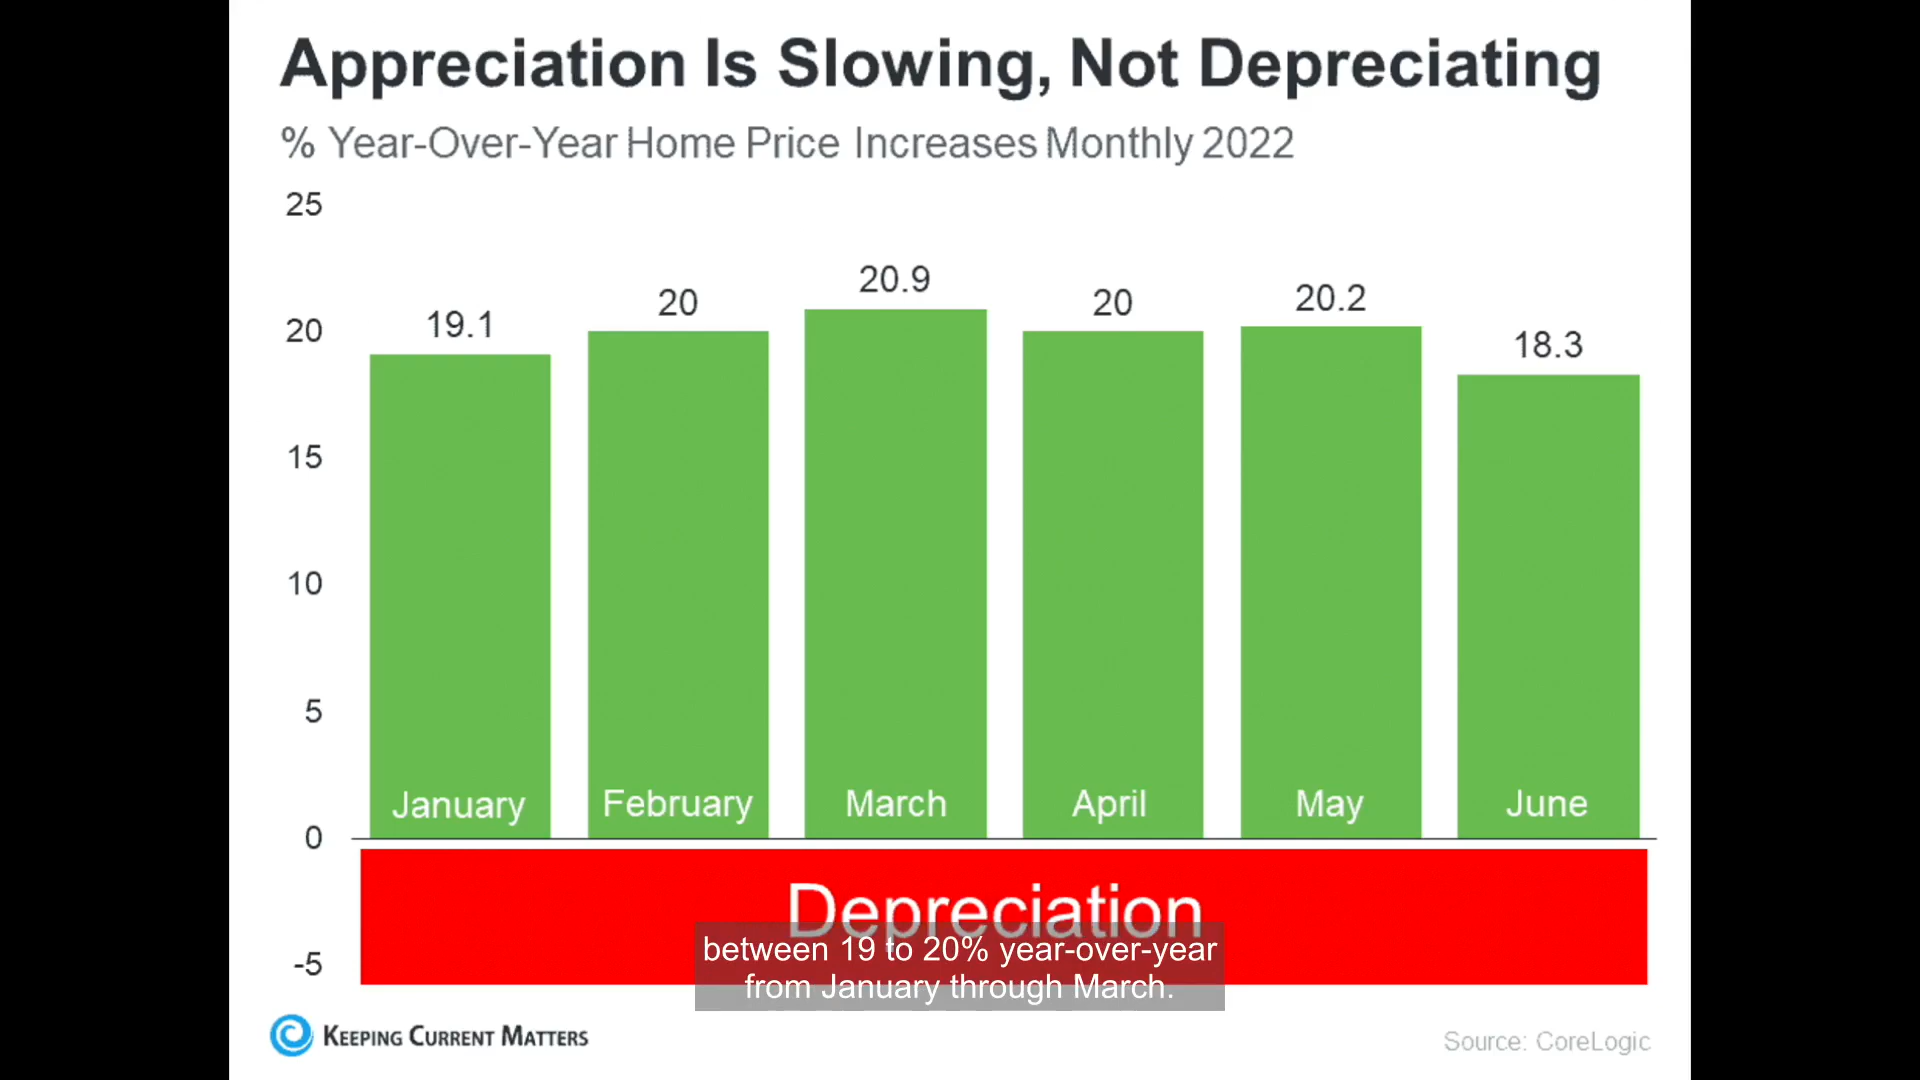 Appreciation Is Slowing, Not Depreciating
% Year-Over-Year Home Price Increases Monthly 2022
25
20
15
10
5
0
-5
19.1
20
20.9
20
20.2
18.3
January
February
March
April
May
June
Depreciation
between 19 to 20% year-over-year
from January through March.
KEEPING CURRENT MATTERS
Source: CoreLogic